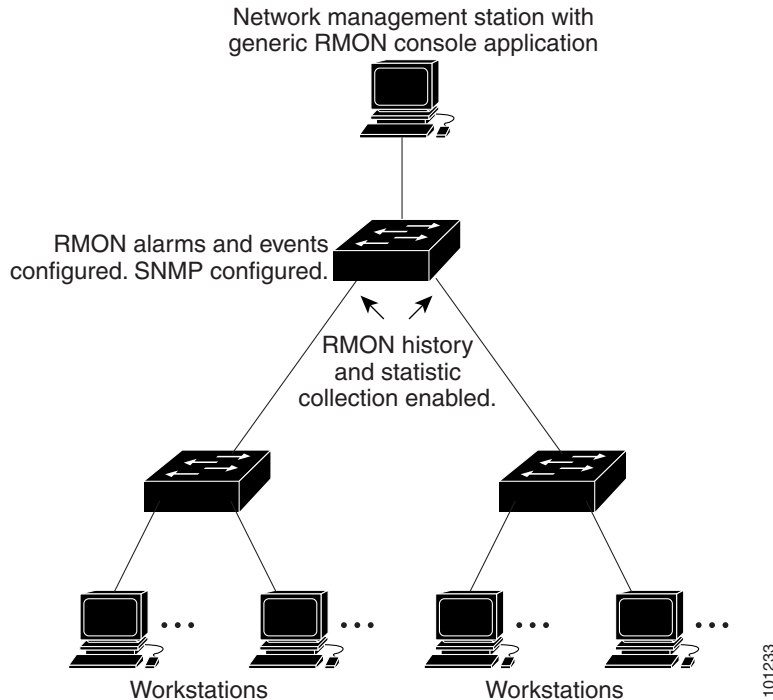 Network management station with
generic RMON console application
RMON alarms and events
configured. SNMP configured.
RMON history
and statistic
collection enabled.
Workstations
Workstations
101233